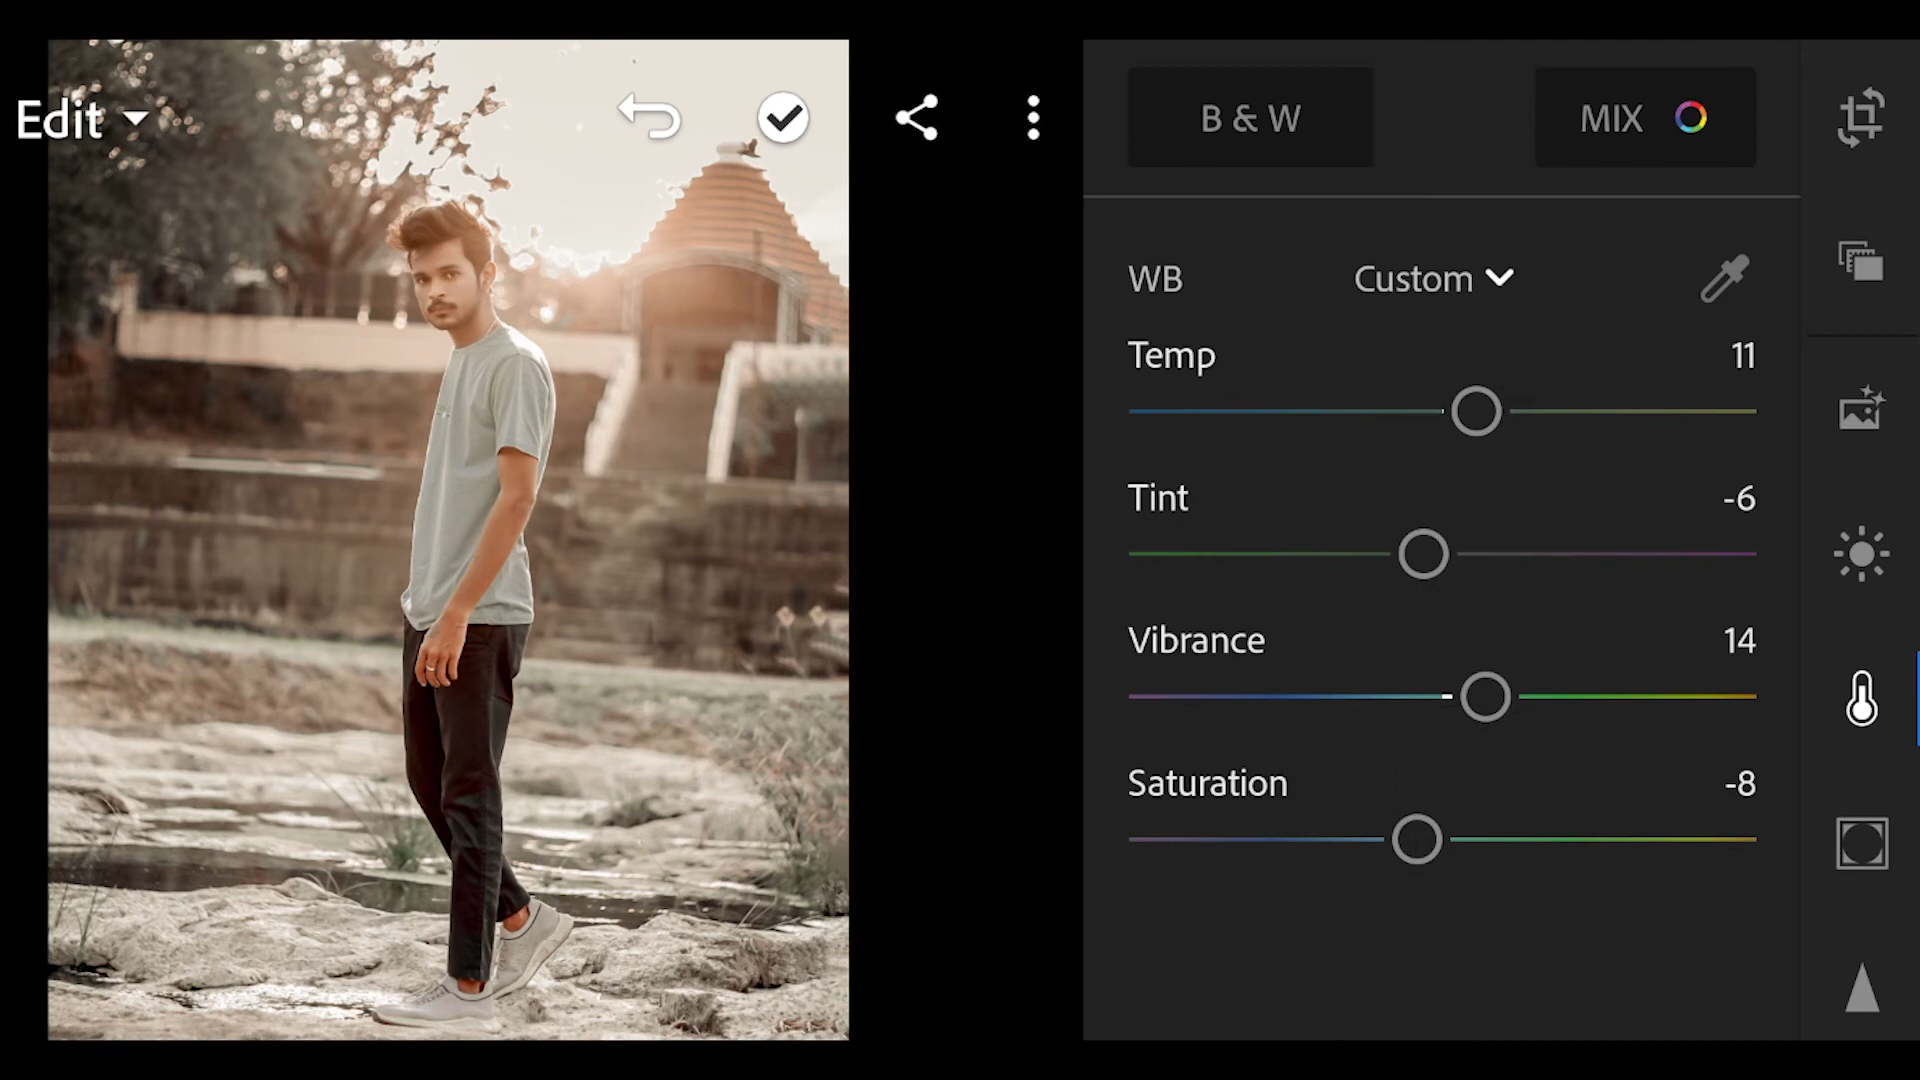 Edit
B & W
MIX
WB
Custom
Temp
11
Tint
-6
Vibrance
14
Saturation
-8